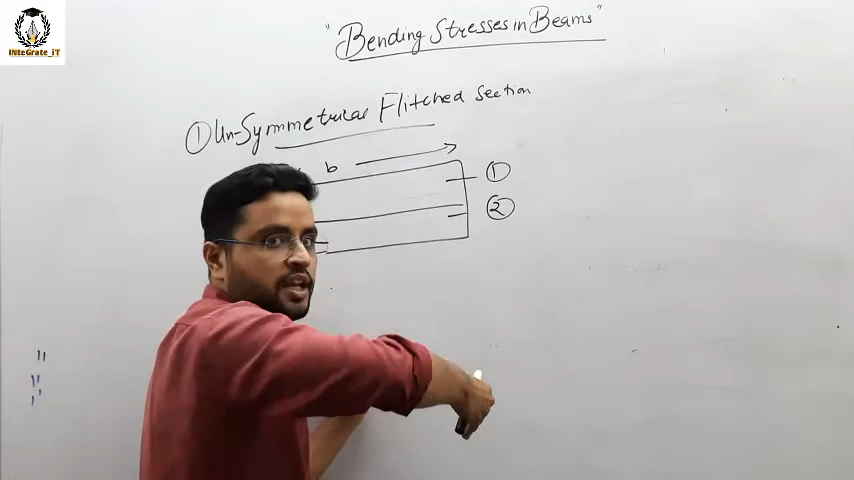 INteGrate_iT
"Bending Stresses in Beams"
① Un-Symmetrical Flitched Section
b
①
②